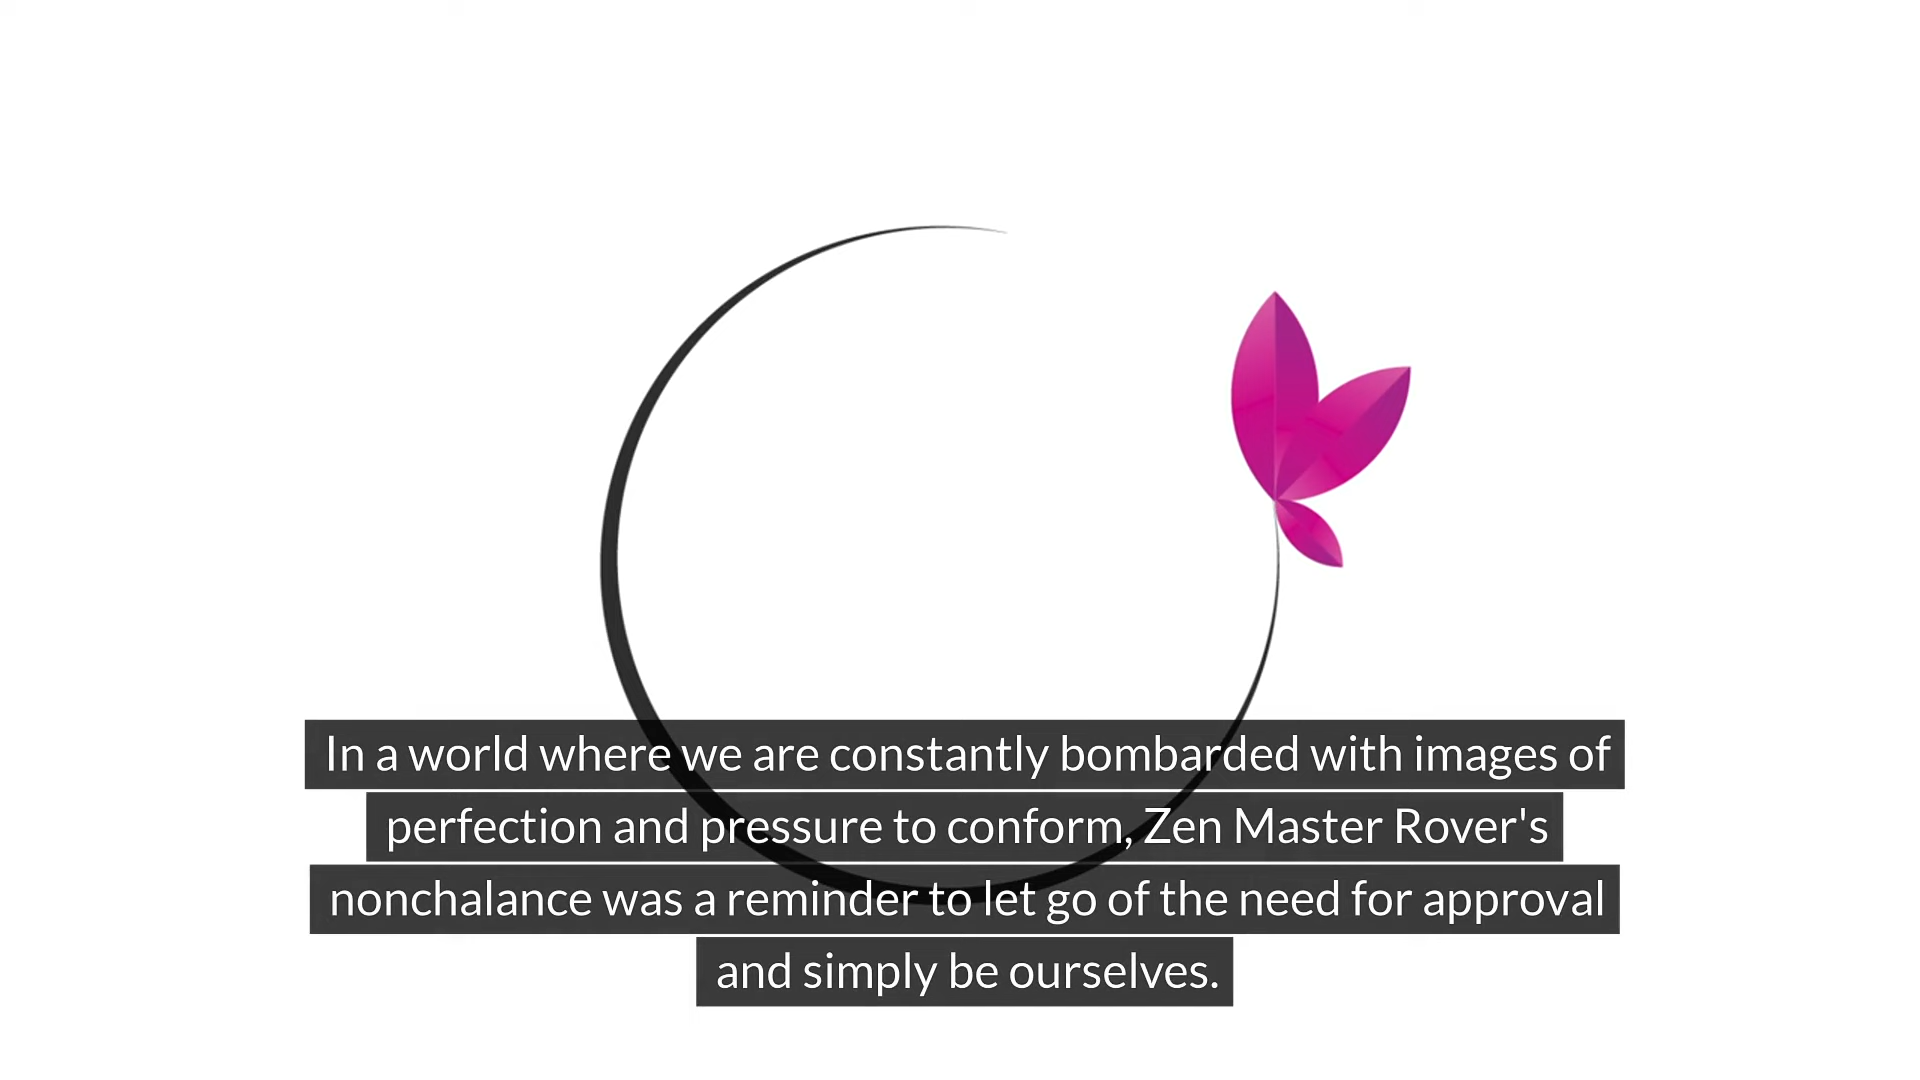 In a world where we are constantly bombarded with images of
perfection and pressure to conform, Zen Master Rover's
nonchalance was a reminder to let go of the need for approval
and simply be ourselves.